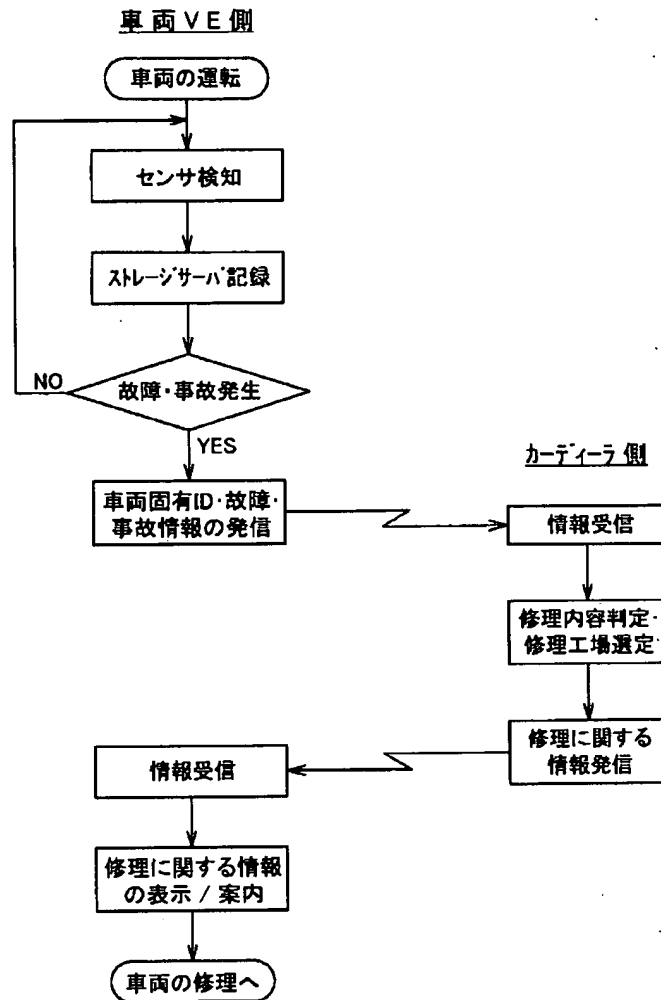 車両VE側
車両の運転
センサ検知
ストレージサーバ記録
故障・事故発生
NO
YES
車両固有ID・故障・
事故情報の発信
カーディーラ側
情報受信
修理内容判定・
修理工場選定
修理に関する
情報発信
情報受信
修理に関する情報
の表示 / 案内
車両の修理へ